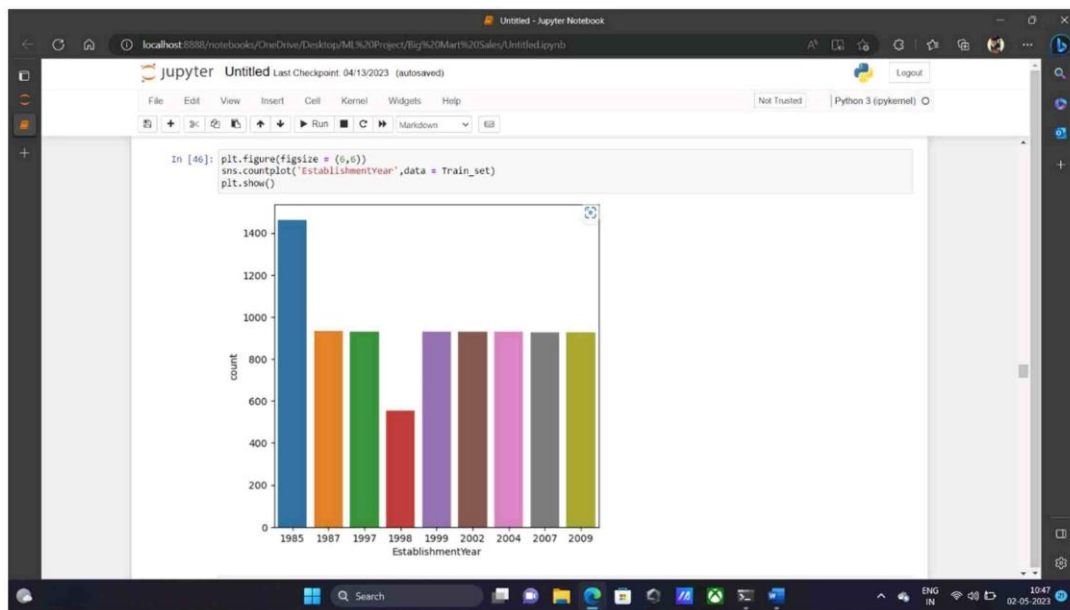 Untitled - Jupyter Notebook
localhost:8888/notebooks/OneDrive/Desktop/ML%20Project/Big%20Mart%20Sales/Untitled.ipynb
jupyter Untitled Last Checkpoint: 04/13/2023 (autosaved)
Logout
File Edit View Insert Cell Kernel Widgets Help
Not Trusted
Python 3 (ipykernel)
Run
Markdown
In [46]: plt.figure(figsize = (6,6))
sns.countplot('EstablishmentYear',data = Train_set)
plt.show()
1400
1200
1000
800
600
400
200
0
count
1985 1987 1997 1998 1999 2002 2004 2007 2009
EstablishmentYear
Search
ENG
IN
10:47
02-05-2023